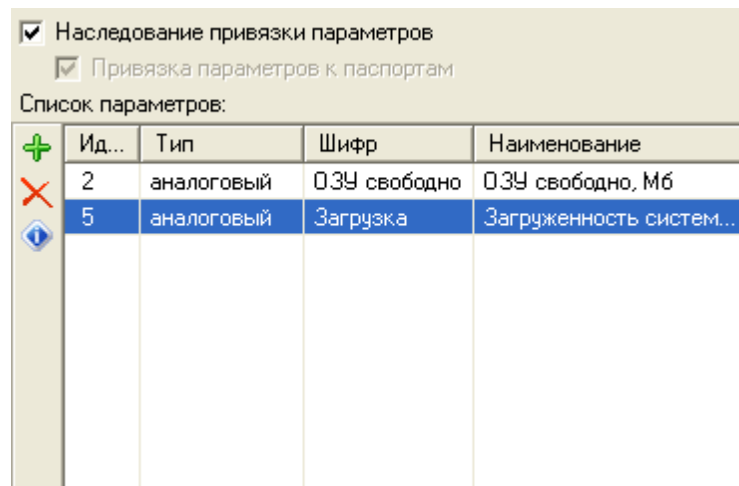 Наследование привязки параметров
Привязка параметров к паспортам
Список параметров:
Ид... Тип Шифр Наименование
2 аналоговый ОЗУ свободно ОЗУ свободно, Мб
5 аналоговый Загрузка Загруженность систем...